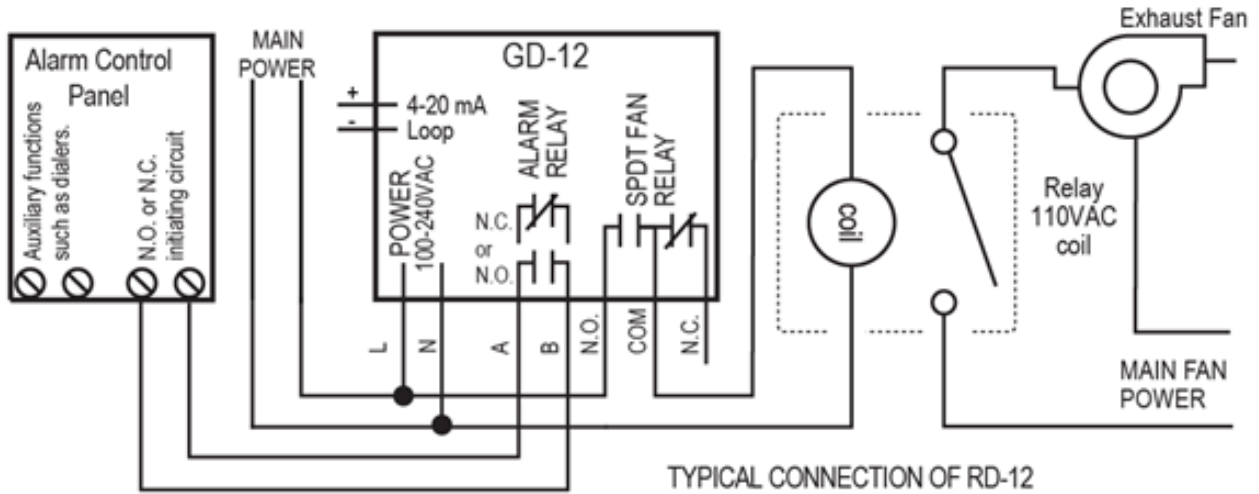 Alarm Control
Panel
Auxiliary functions
such as dialers.
N.O. or N.C.
initiating circuit
MAIN
POWER
GD-12
+
4-20 mA
-
Loop
POWER
100-240VAC
ALARM
RELAY
N.C.
or
N.O.
SPDT FAN
RELAY
L
N
A
B
N.O.
COM
N.C.
coil
Exhaust Fan
Relay
110VAC
coil
MAIN FAN
POWER
TYPICAL CONNECTION OF RD-12